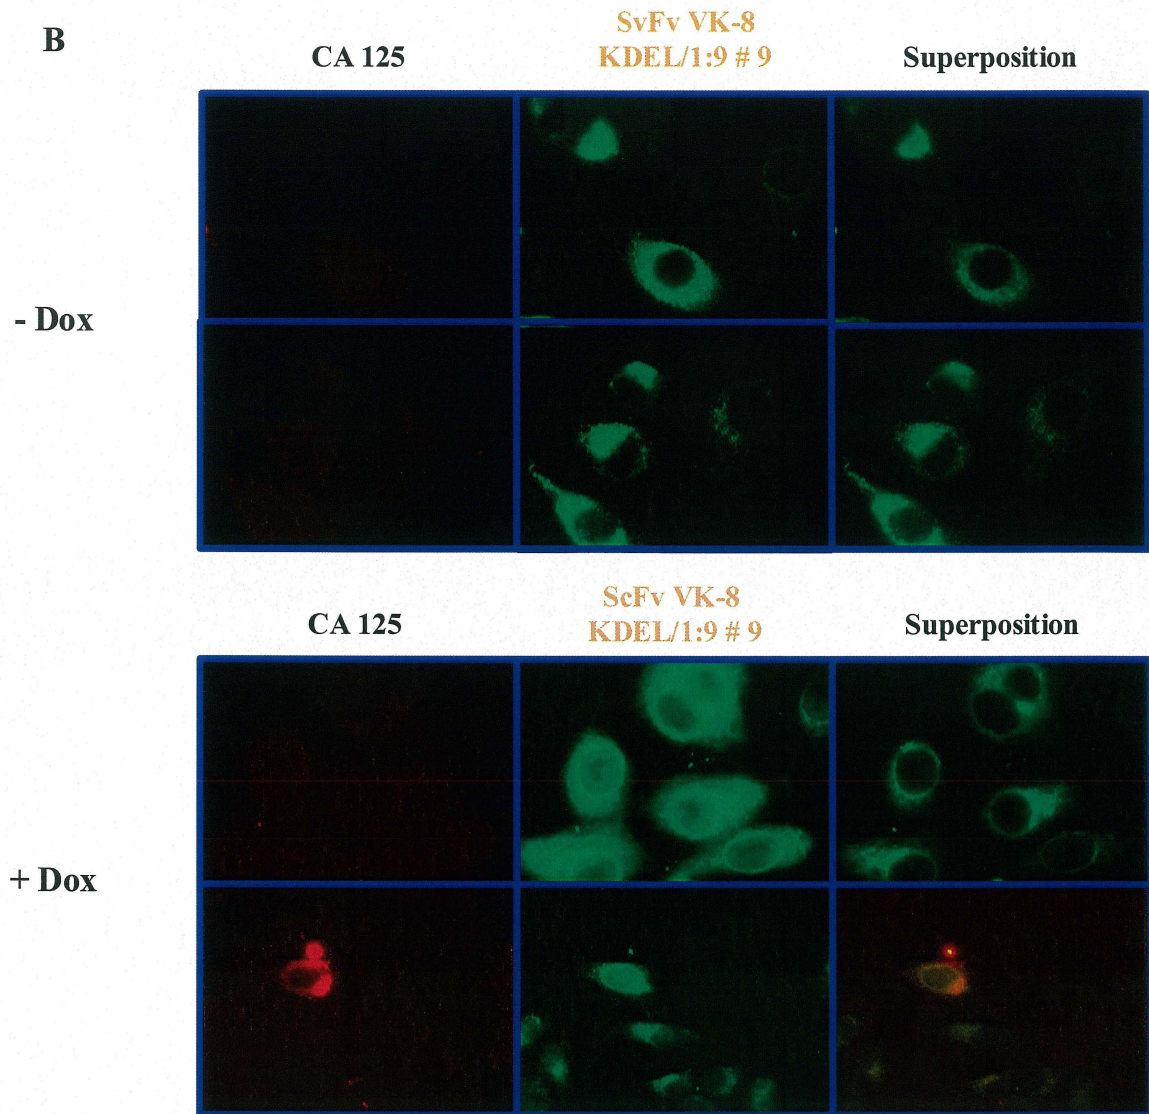 B
CA 125
SvFv VK-8
KDEL/1:9 # 9
Superposition
- Dox
CA 125
ScFv VK-8
KDEL/1:9 # 9
Superposition
+ Dox